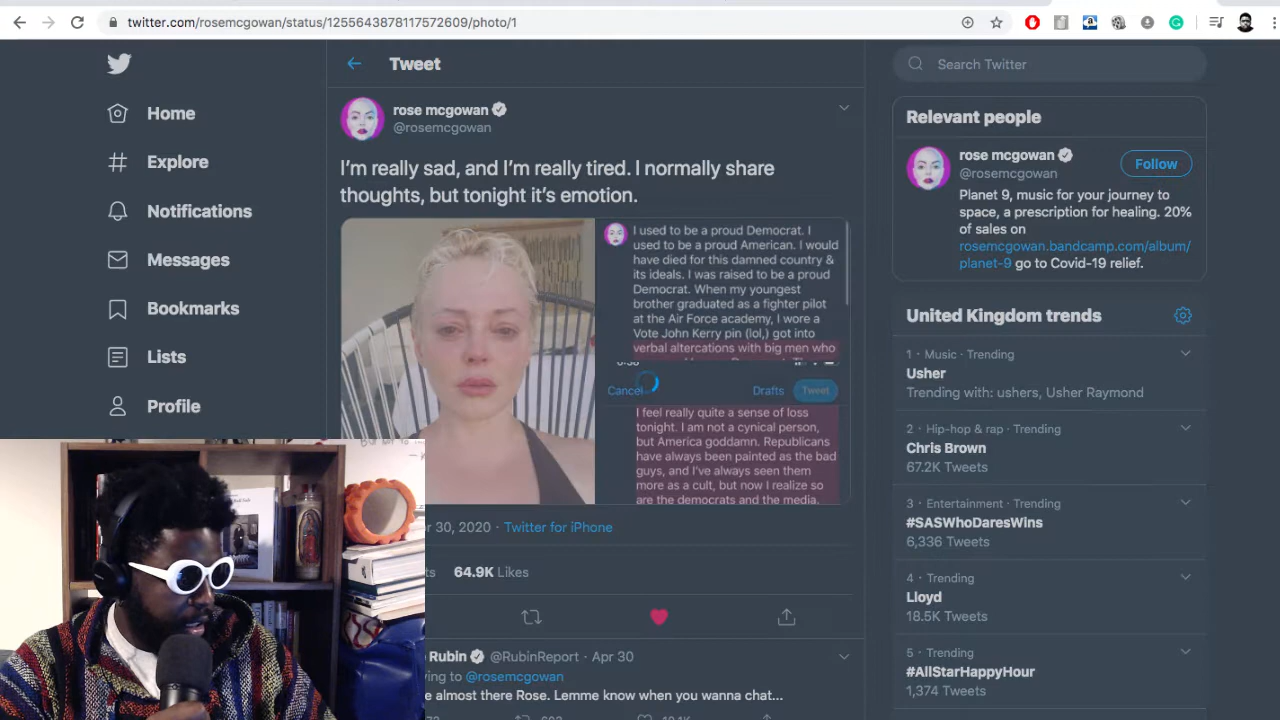 twitter.com/rosemcgowan/status/1255643878117572609/photo/1
Home
Explore
Notifications
Messages
Bookmarks
Lists
Profile
Tweet
rose mcgowan
@rosemcgowan
I'm really sad, and I'm really tired. I normally share
thoughts, but tonight it's emotion.
I used to be a proud Democrat. I
used to be a proud American. I would
have died for this damned country &
its ideals. I was raised to be a proud
Democrat. When my youngest
brother graduated as a fighter pilot
at the Air Force academy, I wore a
Vote John Kerry pin (lol,) got into
verbal altercations with big men who
Cancel
Drafts
Tweet
I feel really quite a sense of loss
tonight. I am not a cynical person,
but America goddamn. Republicans
have always been painted as the bad
guys, and I've always seen them
more as a cult, but now I realize so
are the democrats and the media.
r 30, 2020 · Twitter for iPhone
ts 64.9K Likes
Rubin @RubinReport · Apr 30
ying to @rosemcgowan
e almost there Rose. Lemme know when you wanna chat...
Search Twitter
Relevant people
rose mcgowan
@rosemcgowan
Follow
Planet 9, music for your journey to
space, a prescription for healing. 20%
of sales on
rosemcgowan.bandcamp.com/album/
planet-9 go to Covid-19 relief.
United Kingdom trends
1 · Music · Trending
Usher
Trending with: ushers, Usher Raymond
2 · Hip-hop & rap · Trending
Chris Brown
67.2K Tweets
3 · Entertainment · Trending
#SASWhoDaresWins
6,336 Tweets
4 · Trending
Lloyd
18.5K Tweets
5 · Trending
#AllStarHappyHour
1,374 Tweets